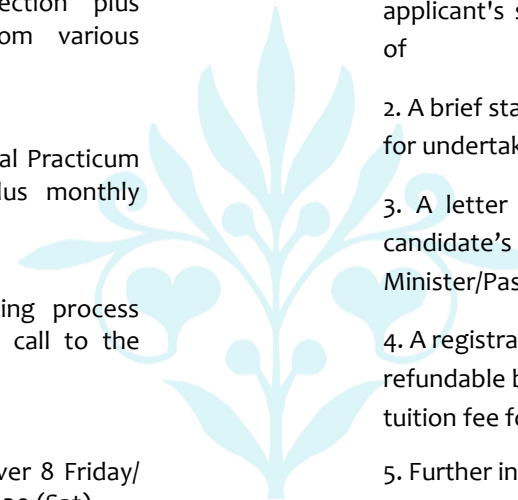 ection plus
om various
al Practicum
lus monthly
ing process
call to the
ver 8 Friday/
applicant's s
of
2. A brief sta
for undertak
3. A letter
candidate’s
Minister/Pas
4. A registra
refundable b
tuition fee fo
5. Further in